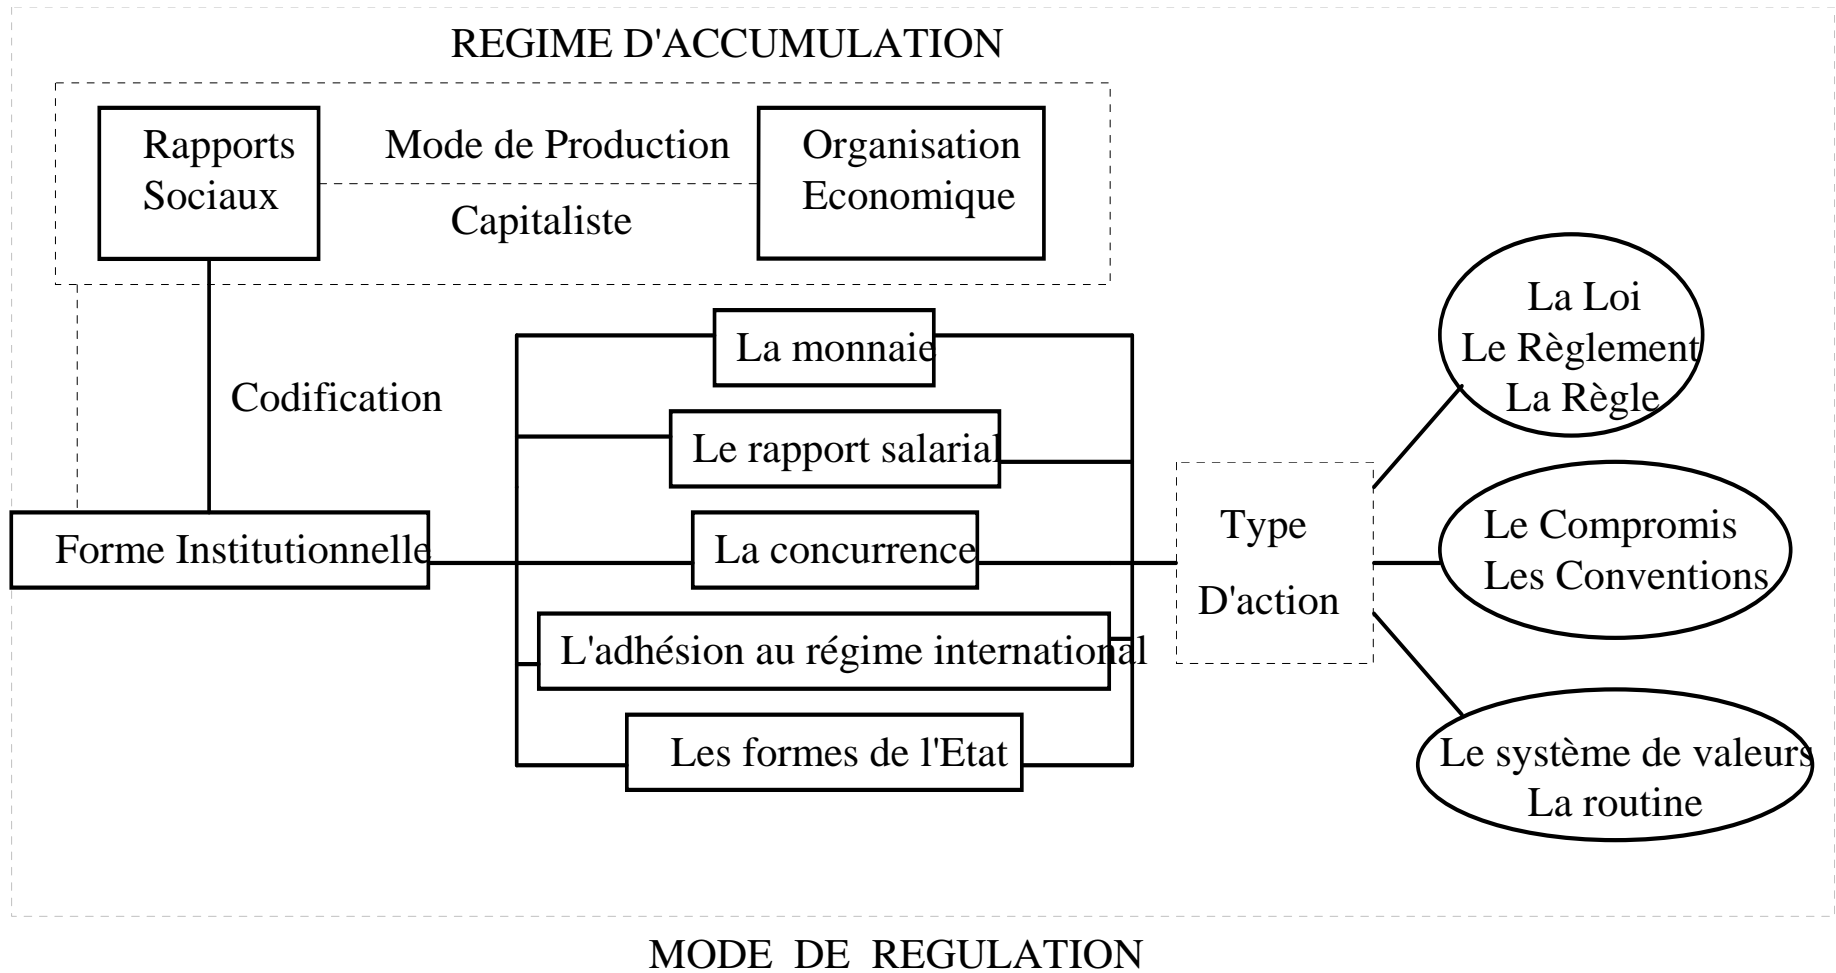 REGIME D'ACCUMULATION
Rapports
Sociaux
Mode de Production
Capitaliste
Organisation
Economique
Codification
Forme Institutionnelle
La monnaie
Le rapport salarial
La concurrence
L'adhésion au régime international
Les formes de l'Etat
Type
D'action
La Loi
Le Règlement
La Règle
Le Compromis
Les Conventions
Le système de valeurs
La routine
MODE DE REGULATION